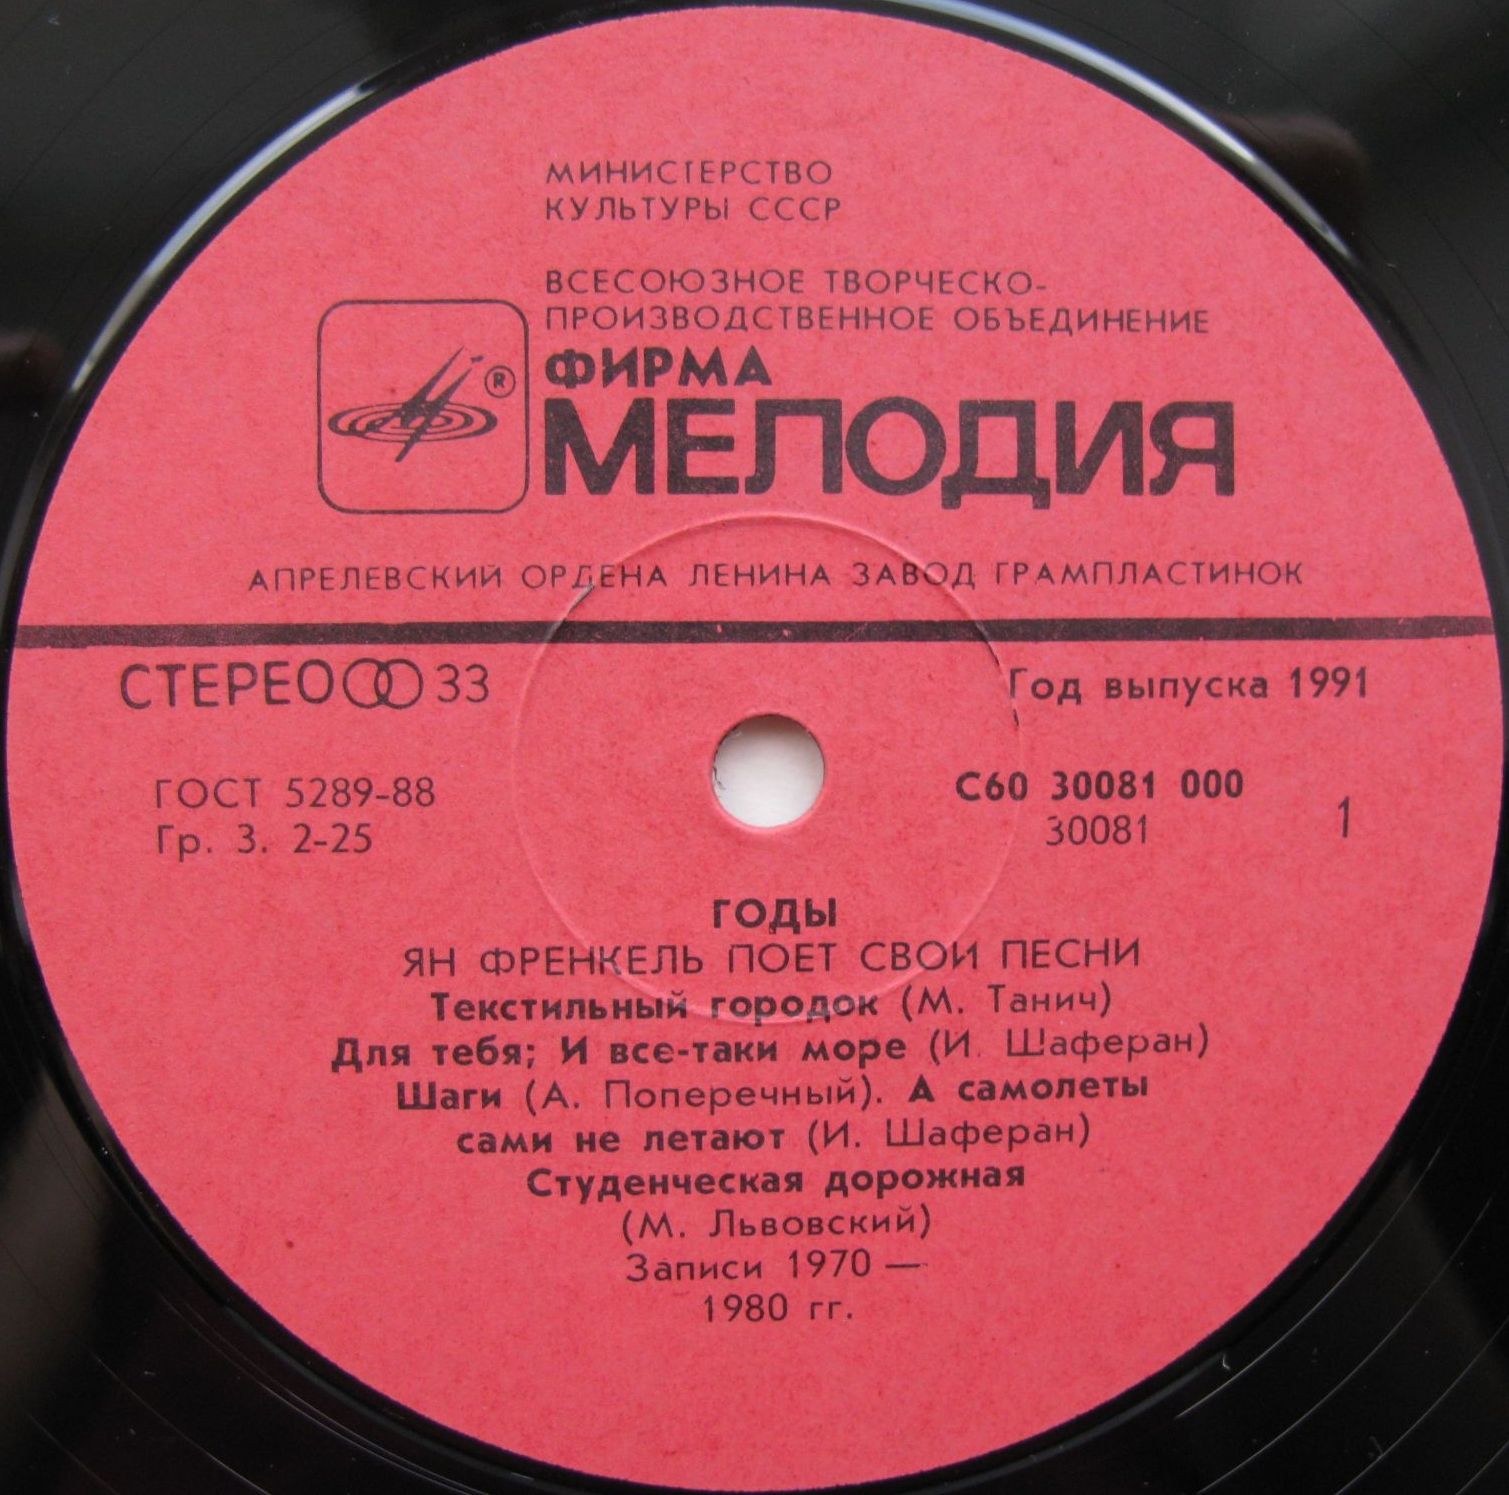 МИНИСТЕРСТВО
КУЛЬТУРЫ СССР
ВСЕСОЮЗНОЕ ТВОРЧЕСКО-
ПРОИЗВОДСТВЕННОЕ ОБЪЕДИНЕНИЕ
ФИРМА
® МЕЛОДИЯ
АПРЕЛЕВСКИЙ ОРДЕНА ЛЕНИНА ЗАВОД ГРАМПЛАСТИНОК
СТЕРЕО 33
Год выпуска 1991
ГОСТ 5289-88
Гр. 3. 2-25
С60 30081 000
30081
1
ГОДЫ
ЯН ФРЕНКЕЛЬ ПОЕТ СВОИ ПЕСНИ
Текстильный городок (М. Танич)
Для тебя; И все-таки море (И. Шаферан)
Шаги (А. Поперечный). А самолеты
сами не летают (И. Шаферан)
Студенческая дорожная
(М. Львовский)
Записи 1970 —
1980 гг.